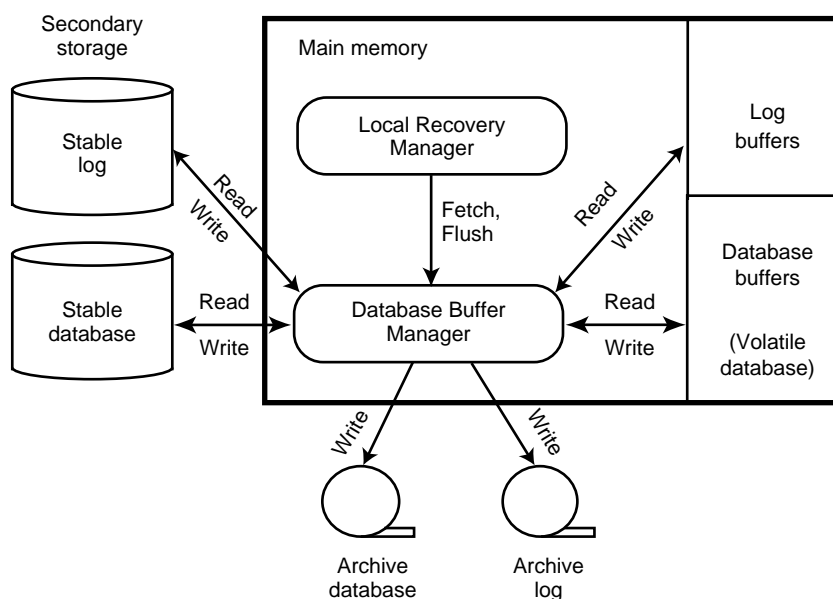 Secondary
storage
Main memory
Stable
log
Local Recovery
Manager
Log
buffers
Read
Write
Fetch,
Flush
Read
Write
Stable
database
Read
Write
Database Buffer
Manager
Read
Write
Database
buffers
(Volatile
database)
Write
Write
Archive
database
Archive
log